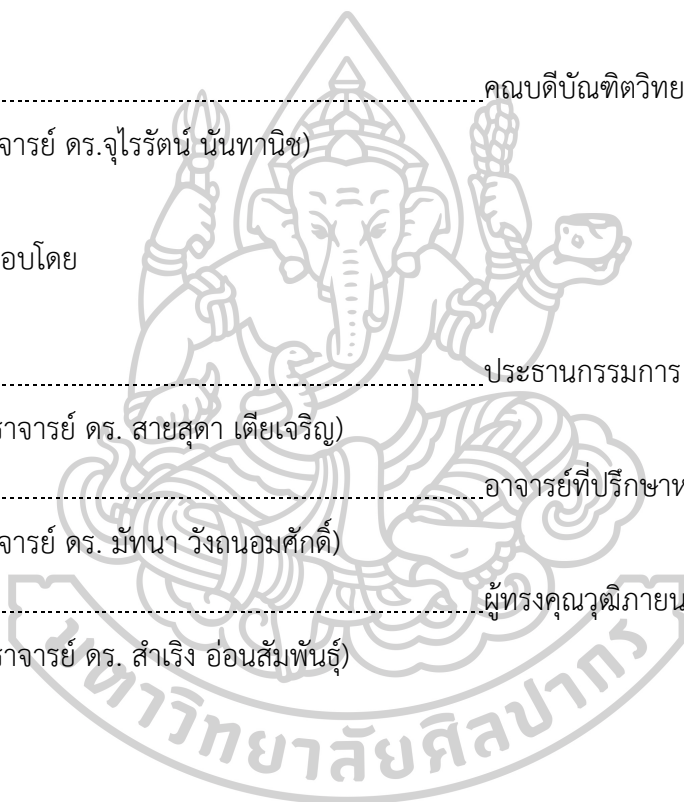 คณบดีบัณฑิตวิทย
จารย์ ดร.จุไรรัตน์ นันทานิช)
อบโดย
ประธานกรรมการ
ราจารย์ ดร. สายสุดา เตียเจริญ)
อาจารย์ที่ปรึกษาห
จารย์ ดร. มัทนา วังถนอมศักดิ์)
ผู้ทรงคุณวุฒิภายน
ราจารย์ ดร. สำเริง อ่อนสัมพันธุ์)
มหาวิทยาลัยศิลปากร